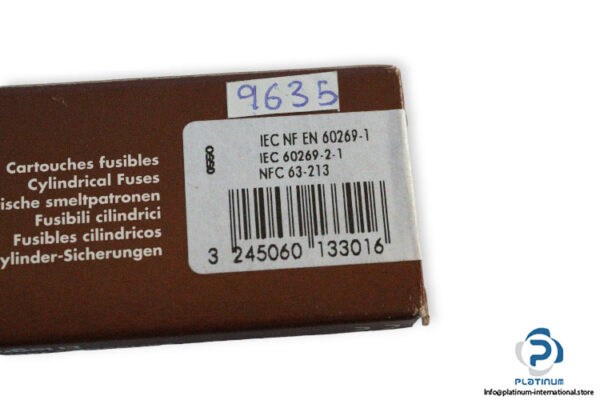 9635
Cartouches fusibles
Cylindrical Fuses
ische smeltpatronen
Fusibili cilindrici
Fusibles cilindricos
ylinder-Sicherungen
IEC NF EN 60269-1
IEC 60269-2-1
NFC 63-213
3 245060 133016
PLATINUM
Info@platinum-international.store